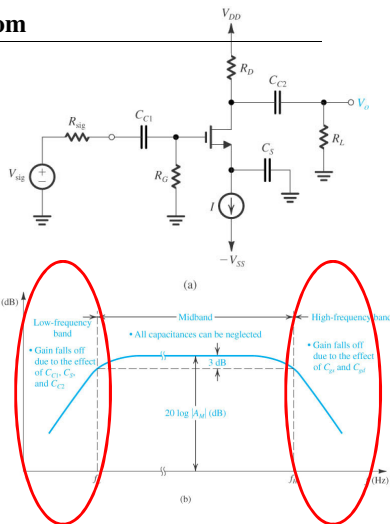 om
V_DD
R_D
C_C2
V_o
R_sig
C_C1
C_S
R_L
V_sig
R_G
I
−V_SS
(a)
(dB)
Low-frequency band
Midband
High-frequency band
• All capacitances can be neglected
• Gain falls off
due to the effect
of C_C1, C_S,
and C_C2
3 dB
• Gain falls off
due to the effect
of C_gs and C_gd
20 log |A_M| (dB)
(Hz)
(b)